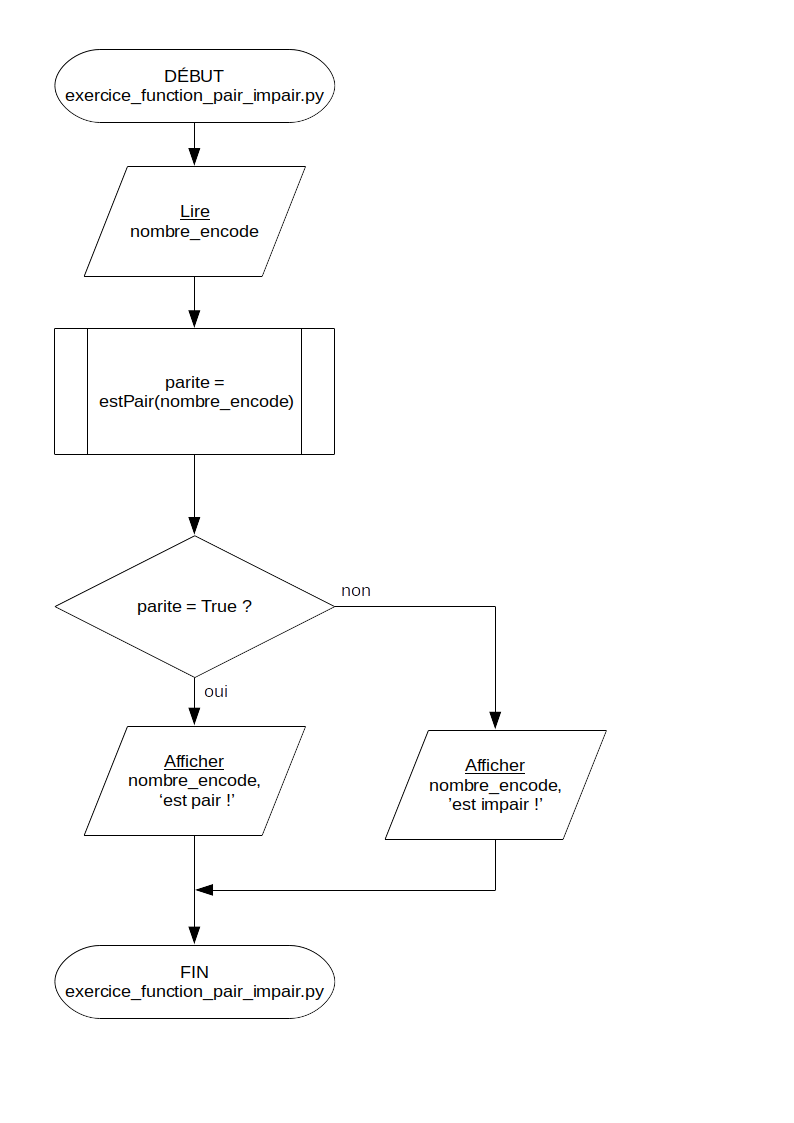 DÉBUT
exercice_function_pair_impair.py
Lire
nombre_encode
parite =
estPair(nombre_encode)
parite = True ?
non
oui
Afficher
nombre_encode,
‘est pair !’
Afficher
nombre_encode,
’est impair !’
FIN
exercice_function_pair_impair.py